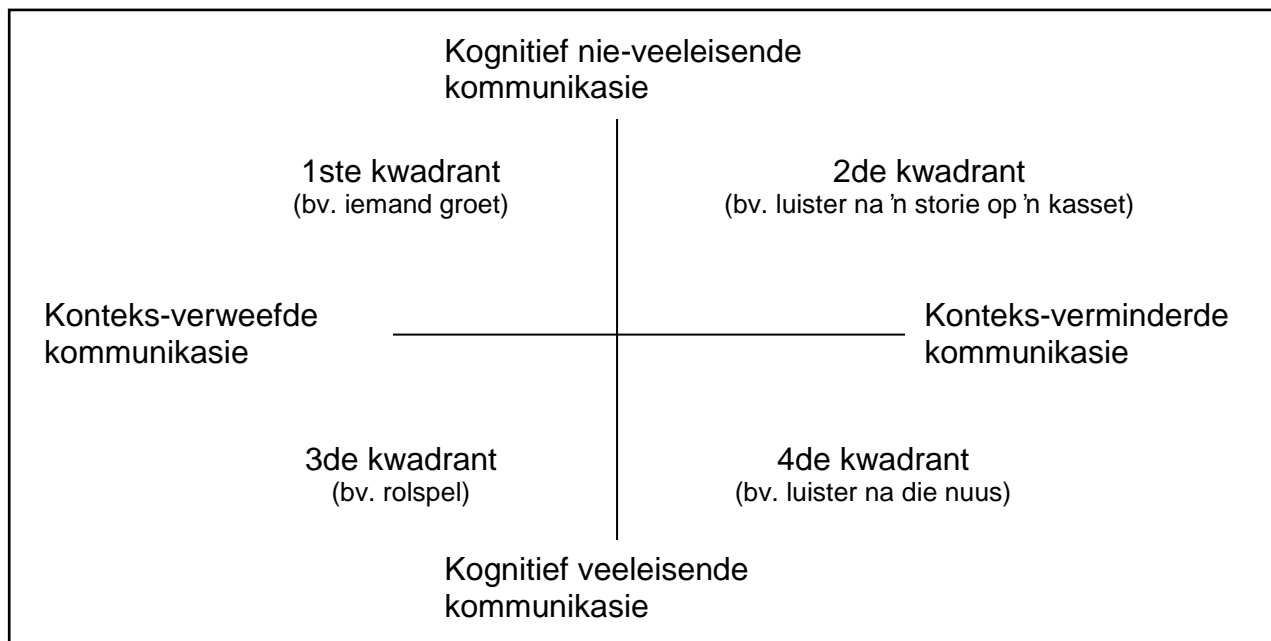 Kognitief nie-veeleisende
kommunikasie
1ste kwadrant
(bv. iemand groet)
2de kwadrant
(bv. luister na 'n storie op 'n kasset)
Konteks-verweefde
kommunikasie
Konteks-verminderde
kommunikasie
3de kwadrant
(bv. rolspel)
4de kwadrant
(bv. luister na die nuus)
Kognitief veeleisende
kommunikasie